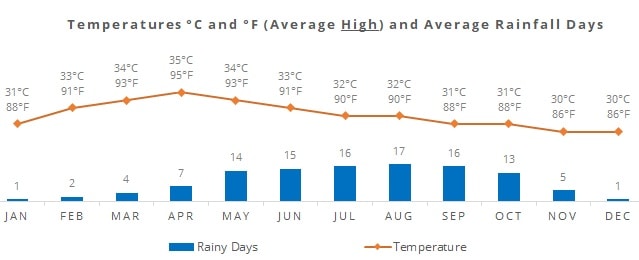 Temperatures °C and °F (Average High) and Average Rainfall Days
31°C 33°C 34°C 35°C 34°C 33°C 32°C 32°C 31°C 31°C 30°C 30°C
88°F 91°F 93°F 95°F 93°F 91°F 90°F 90°F 88°F 88°F 86°F 86°F
1 2 4 7 14 15 16 17 16 13 5 1
JAN FEB MAR APR MAY JUN JUL AUG SEP OCT NOV DEC
Rainy Days Temperature